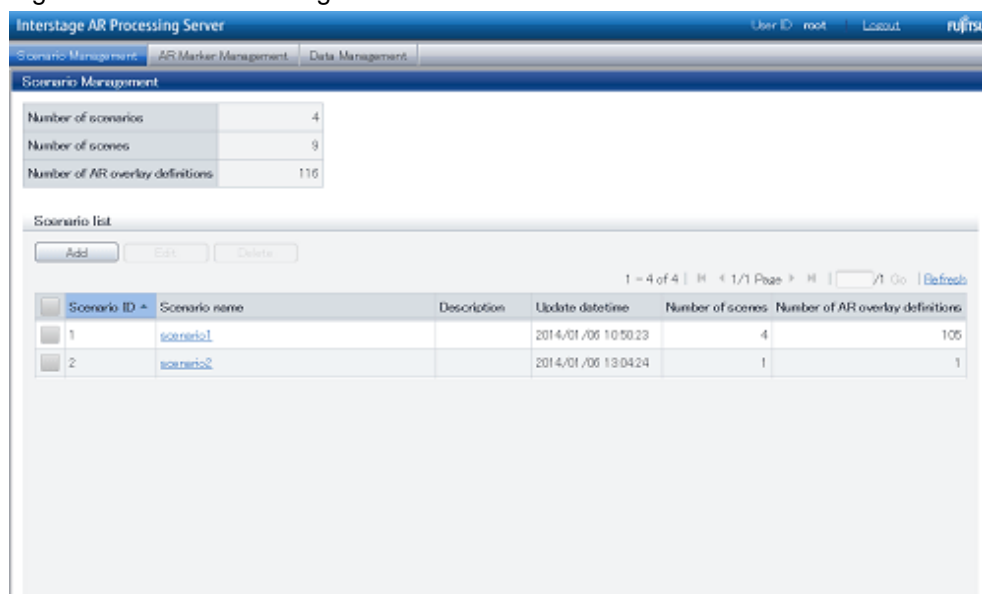 Interstage AR Processing Server User ID root Logout FUJITSU
Scenario Management AR Marker Management Data Management
Scenario Management
Number of scenarios 4
Number of scenes 9
Number of AR overlay definitions 116
Scenario list
Add Edit Delete
1 - 4 of 4 | 1/1 Page | /1 Go | Refresh
Scenario ID Scenario name Description Update datetime Number of scenes Number of AR overlay definitions
1 scenario1 2014/01/06 10:50:23 4 105
2 scenario2 2014/01/06 13:04:24 1 1